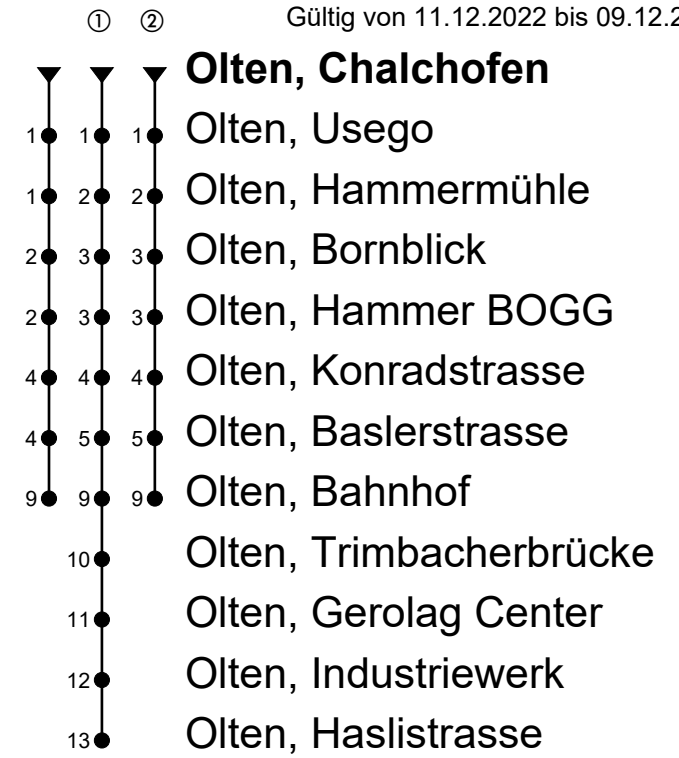 ① ② Gültig von 11.12.2022 bis 09.12.2
Olten, Chalchofen
1 1 1 Olten, Usego
1 2 2 Olten, Hammermühle
2 3 3 Olten, Bornblick
2 3 3 Olten, Hammer BOGG
4 4 4 Olten, Konradstrasse
4 5 5 Olten, Baslerstrasse
9 9 9 Olten, Bahnhof
10 Olten, Trimbacherbrücke
11 Olten, Gerolag Center
12 Olten, Industriewerk
13 Olten, Haslistrasse